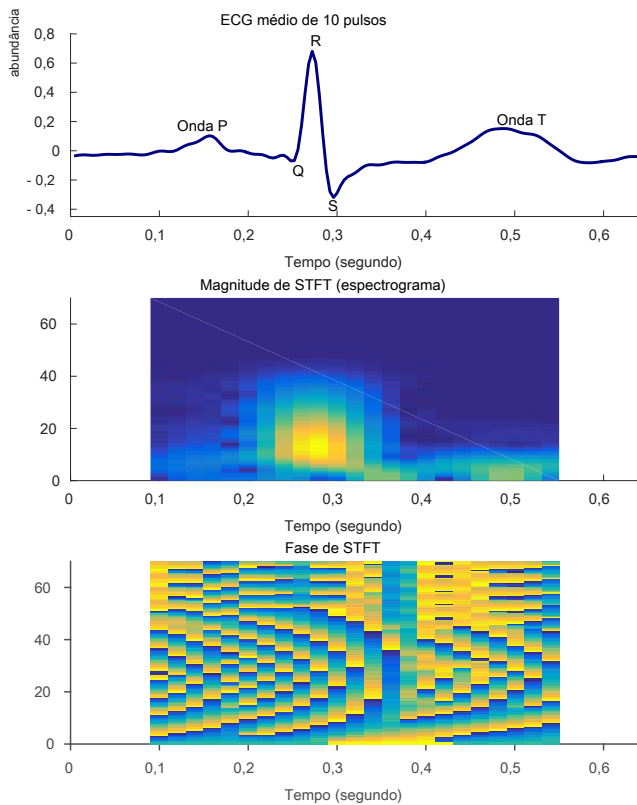 ECG médio de 10 pulsos
abundância
0,8
0,6
0,4
0,2
0
- 0,2
- 0,4
R
Onda P
Onda T
Q
S
0 0,1 0,2 0,3 0,4 0,5 0,6
Tempo (segundo)
Magnitude de STFT (espectrograma)
60
40
20
0
0 0,1 0,2 0,3 0,4 0,5 0,6
Tempo (segundo)
Fase de STFT
60
40
20
0
0 0,1 0,2 0,3 0,4 0,5 0,6
Tempo (segundo)